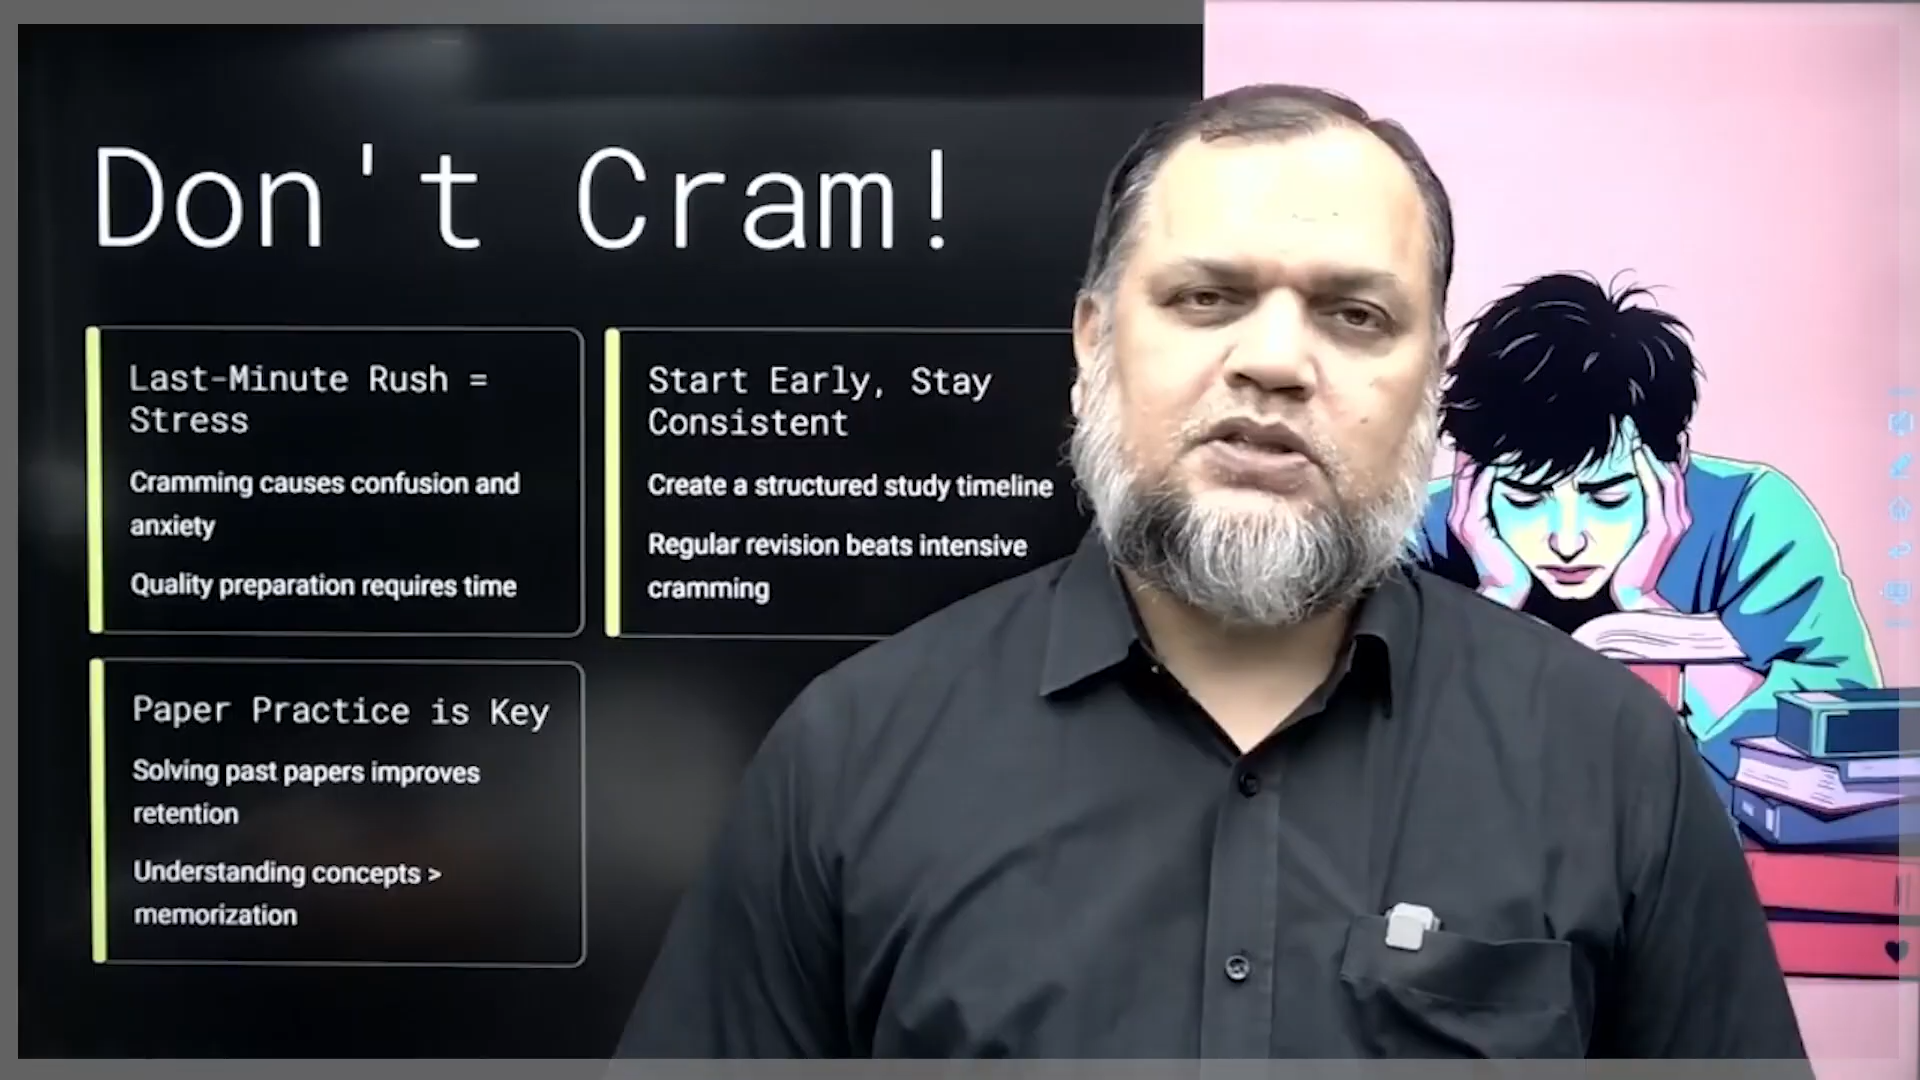 Don't Cram!
Last-Minute Rush =
Stress
Cramming causes confusion and
anxiety
Quality preparation requires time
Start Early, Stay
Consistent
Create a structured study timeline
Regular revision beats intensive
cramming
Paper Practice is Key
Solving past papers improves
retention
Understanding concepts >
memorization